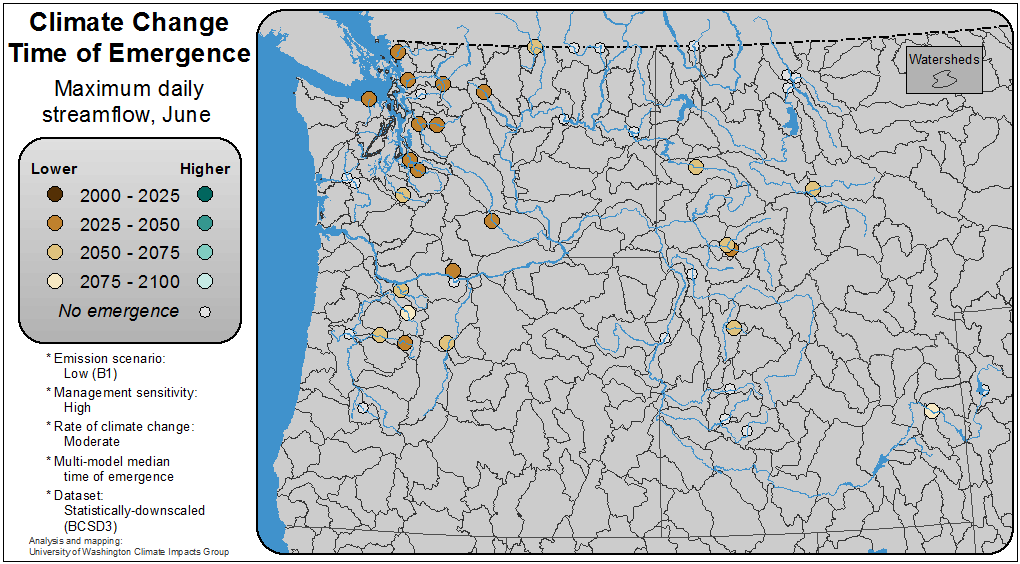 Climate Change
Time of Emergence
Maximum daily
streamflow, June
Lower Higher
2000 - 2025
2025 - 2050
2050 - 2075
2075 - 2100
No emergence
* Emission scenario:
Low (B1)
* Management sensitivity:
High
* Rate of climate change:
Moderate
* Multi-model median
time of emergence
* Dataset:
Statistically-downscaled
(BCSD3)
Analysis and mapping:
University of Washington Climate Impacts Group
Watersheds